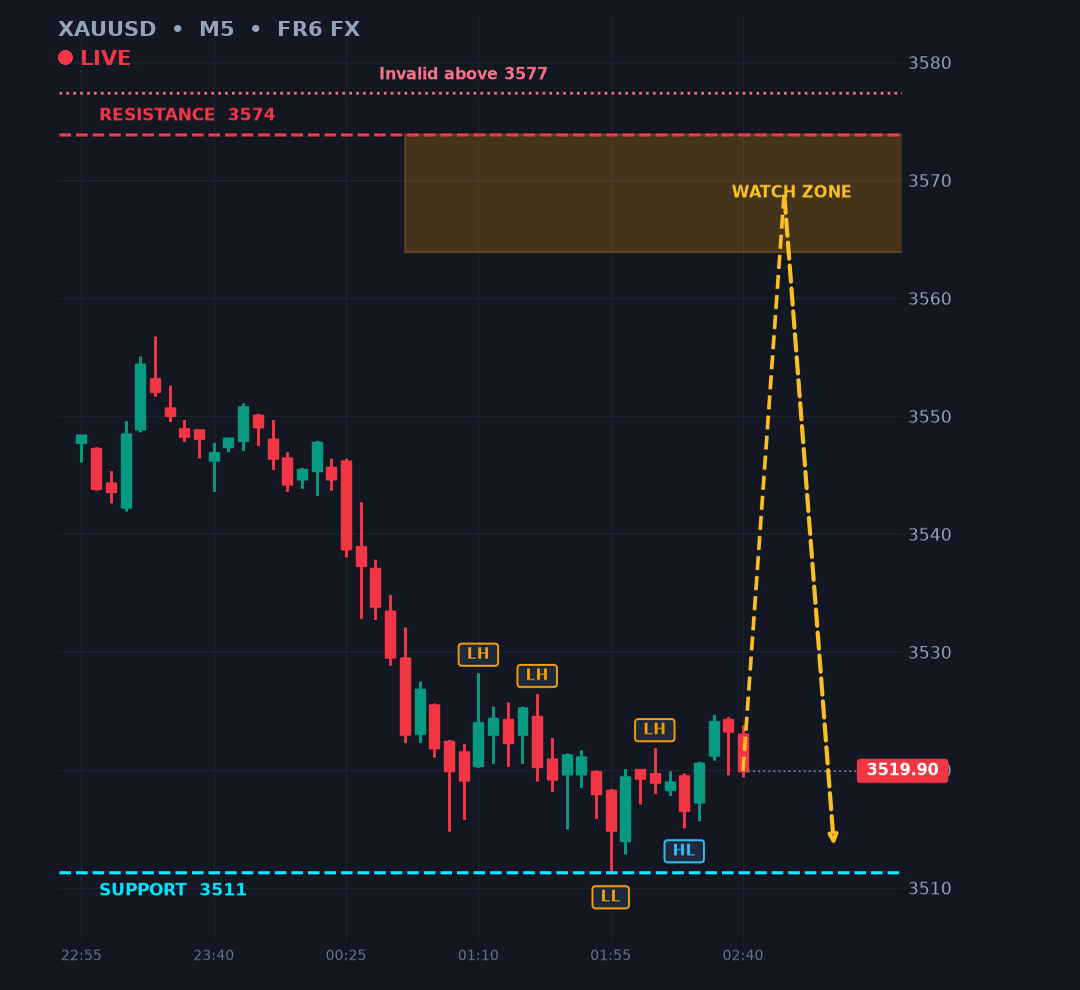 XAUUSD • M5 • FR6 FX
LIVE
Invalid above 3577
3580
RESISTANCE 3574
3570
WATCH ZONE
3560
3550
3540
3530
LH
LH
LH
3519.90
HL
SUPPORT 3511
3510
LL
22:55
23:40
00:25
01:10
01:55
02:40